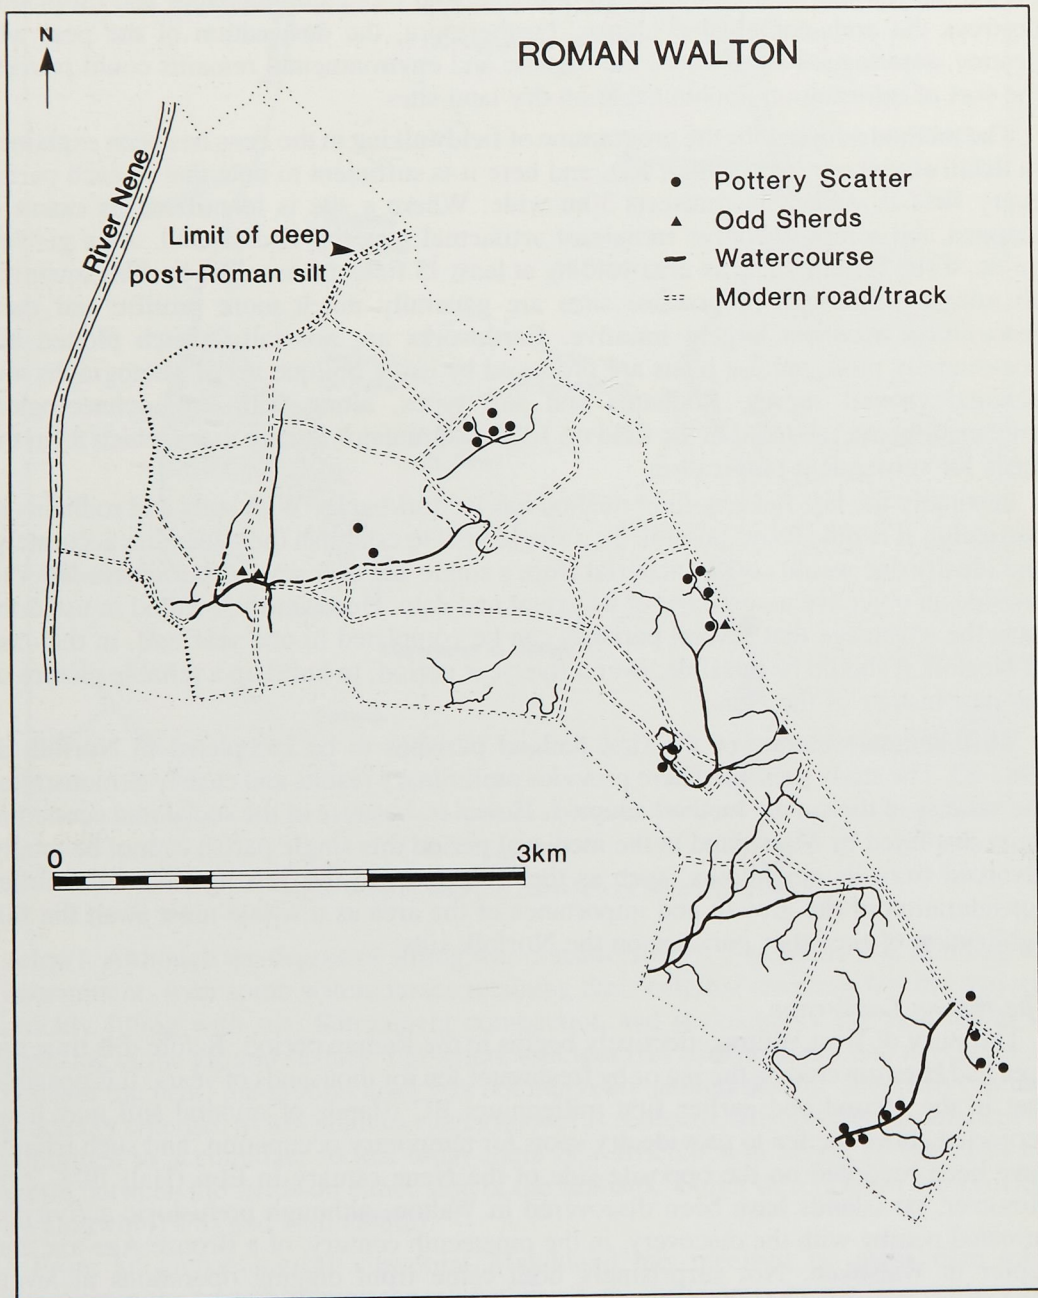 ROMAN WALTON
N
River Nene
Limit of deep
post–Roman silt
Pottery Scatter
Odd Sherds
Watercourse
Modern road/track
0
3km